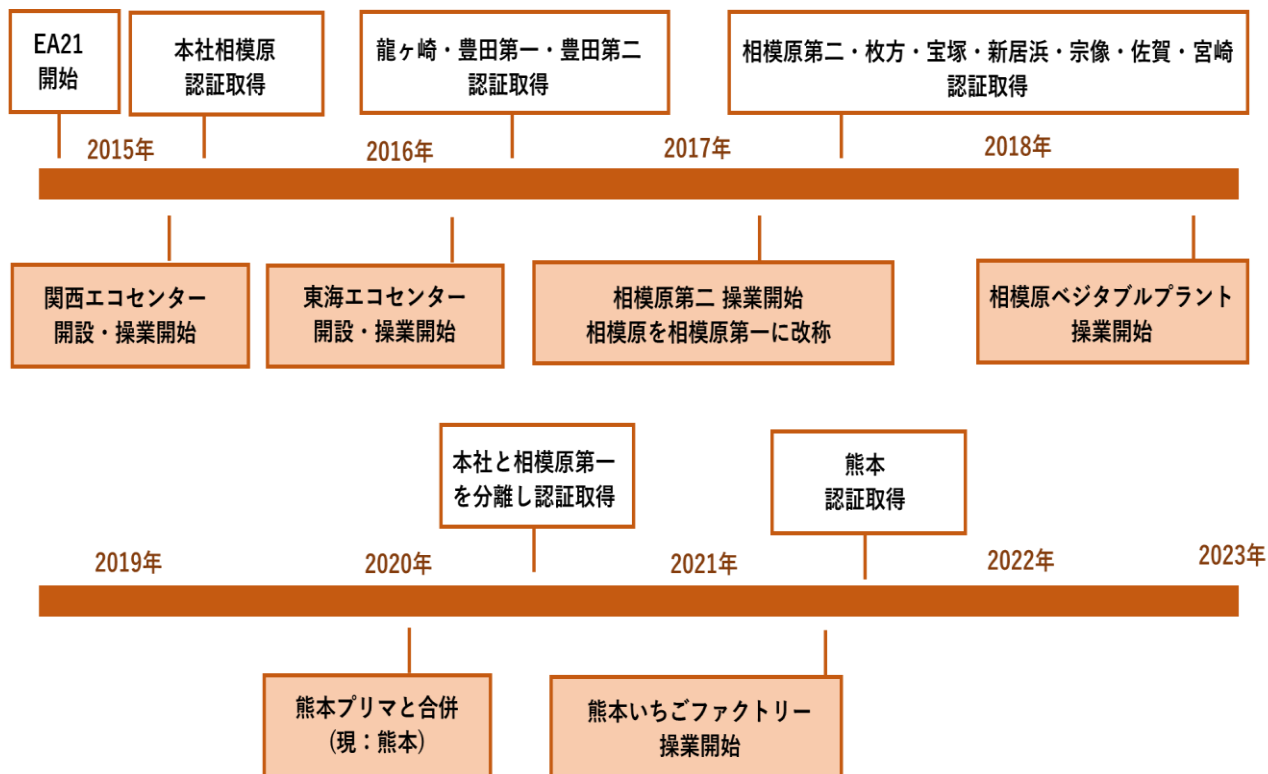 EA21
開始
本社相模原
認証取得
龍ヶ崎・豊田第一・豊田第二
認証取得
相模原第二・枚方・宝塚・新居浜・宗像・佐賀・宮崎
認証取得
2015年
2016年
2017年
2018年
関西エコセンター
開設・操業開始
東海エコセンター
開設・操業開始
相模原第二 操業開始
相模原を相模原第一に改称
相模原ベジタブルプラント
操業開始
本社と相模原第一
を分離し認証取得
熊本
認証取得
2019年
2020年
2021年
2022年
2023年
熊本プリマと合併
(現：熊本)
熊本いちごファクトリー
操業開始